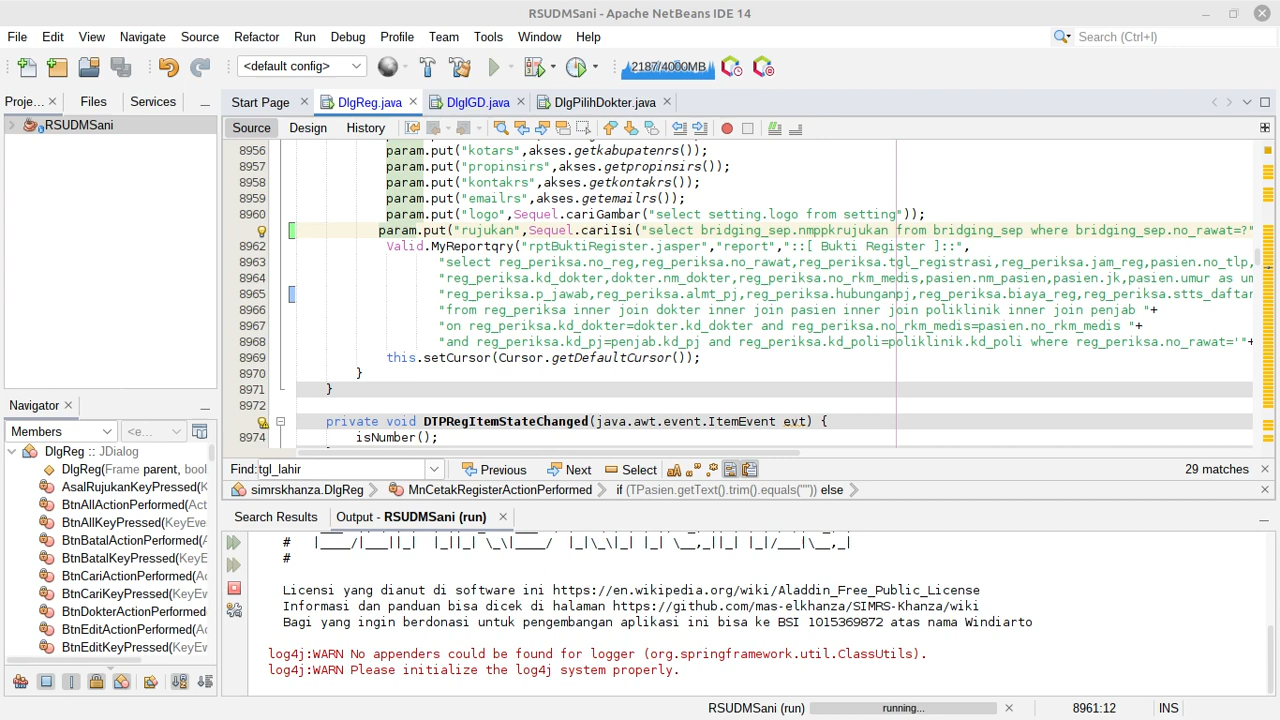 RSUDMSani - Apache NetBeans IDE 14
File Edit View Navigate Source Refactor Run Debug Profile Team Tools Window Help
Search (Ctrl+I)
<default config>
2187/4000MB
Proje... Files Services
Start Page DlgReg.java DlgIGD.java DlgPilihDokter.java
RSUDMSani
Source Design History
8956 param.put("kotars",akses.getkabupatenrs());
8957 param.put("propinsirs",akses.getpropinsirs());
8958 param.put("kontakrs",akses.getkontakrs());
8959 param.put("emailrs",akses.getemailrs());
8960 param.put("logo",Sequel.cariGambar("select setting.logo from setting"));
param.put("rujukan",Sequel.cariIsi("select bridging_sep.nmppkrujukan from bridging_sep where bridging_sep.no_rawat=?"
8962 Valid.MyReportqry("rptBuktiRegister.jasper","report","::[ Bukti Register ]::",
8963 "select reg_periksa.no_reg,reg_periksa.no_rawat,reg_periksa.tgl_registrasi,reg_periksa.jam_reg,pasien.no_tlp,
8964 "reg_periksa.kd_dokter,dokter.nm_dokter,reg_periksa.no_rkm_medis,pasien.nm_pasien,pasien.jk,pasien.umur as um
8965 "reg_periksa.p_jawab,reg_periksa.almt_pj,reg_periksa.hubunganpj,reg_periksa.biaya_reg,reg_periksa.stts_daftar
8966 "from reg_periksa inner join dokter inner join pasien inner join poliklinik inner join penjab "+
8967 "on reg_periksa.kd_dokter=dokter.kd_dokter and reg_periksa.no_rkm_medis=pasien.no_rkm_medis "+
8968 "and reg_periksa.kd_pj=penjab.kd_pj and reg_periksa.kd_poli=poliklinik.kd_poli where reg_periksa.no_rawat='"+
8969 this.setCursor(Cursor.getDefaultCursor());
8970 }
8971 }
8972
private void DTPRegItemStateChanged(java.awt.event.ItemEvent evt) {
8974 isNumber();
Navigator
Members <e...
DlgReg :: JDialog
DlgReg(Frame parent, bool
AsalRujukanKeyPressed(K
BtnAllActionPerformed(Act
BtnAllKeyPressed(KeyEve
BtnBatalActionPerformed(A
BtnBatalKeyPressed(KeyE
BtnCariActionPerformed(Ac
BtnCariKeyPressed(KeyEv
BtnDokterActionPerformed
BtnEditActionPerformed(A
BtnEditKeyPressed(KeyEv
Find: tgl_lahir Previous Next Select 29 matches
simrskhanza.DlgReg MnCetakRegisterActionPerformed if (TPasien.getText().trim().equals("")) else
Search Results Output - RSUDMSani (run)
#
#
Licensi yang dianut di software ini https://en.wikipedia.org/wiki/Aladdin_Free_Public_License
Informasi dan panduan bisa dicek di halaman https://github.com/mas-elkhanza/SIMRS-Khanza/wiki
Bagi yang ingin berdonasi untuk pengembangan aplikasi ini bisa ke BSI 1015369872 atas nama Windiarto
log4j:WARN No appenders could be found for logger (org.springframework.util.ClassUtils).
log4j:WARN Please initialize the log4j system properly.
RSUDMSani (run) running... 8961:12 INS